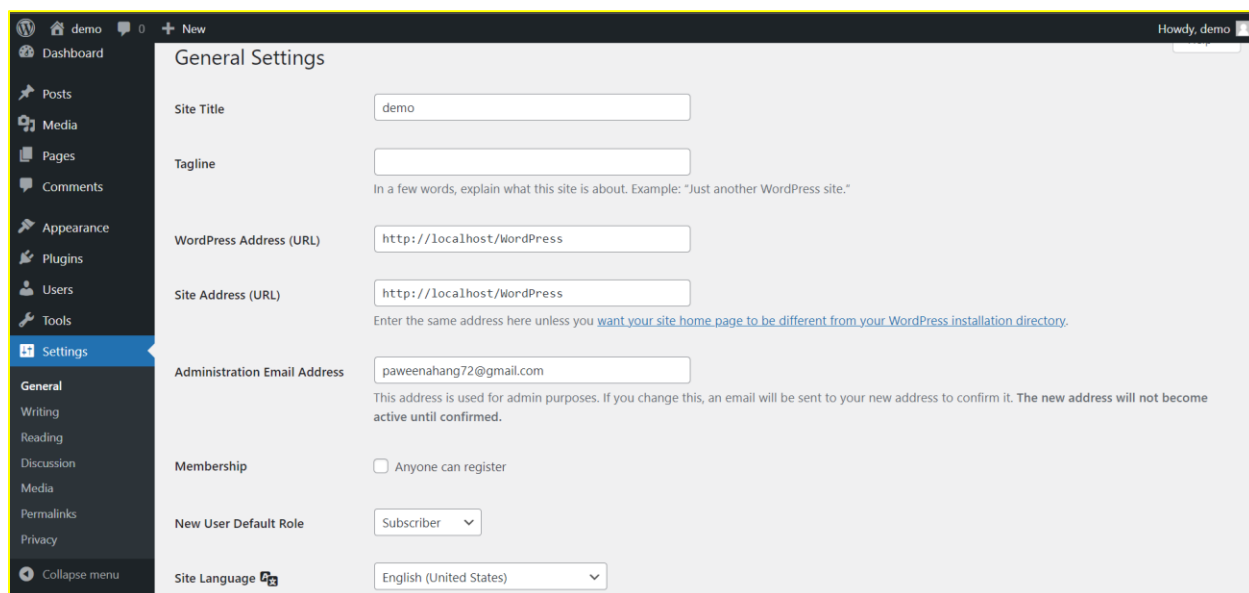 demo 0 New Howdy, demo
Dashboard
Posts
Media
Pages
Comments
Appearance
Plugins
Users
Tools
Settings
General
Writing
Reading
Discussion
Media
Permalinks
Privacy
Collapse menu
General Settings
Site Title demo
Tagline
In a few words, explain what this site is about. Example: “Just another WordPress site.”
WordPress Address (URL) http://localhost/WordPress
Site Address (URL) http://localhost/WordPress
Enter the same address here unless you want your site home page to be different from your WordPress installation directory.
Administration Email Address paweenahang72@gmail.com
This address is used for admin purposes. If you change this, an email will be sent to your new address to confirm it. The new address will not become
active until confirmed.
Membership Anyone can register
New User Default Role Subscriber
Site Language English (United States)